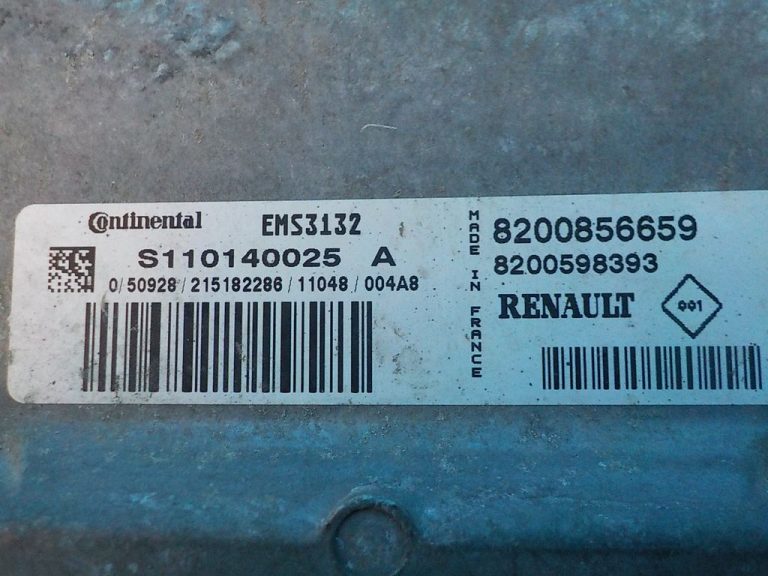 Continental EMS3132
S110140025 A
0/50928/215182286/11048/004A8
MADE IN FRANCE
8200856659
8200598393
RENAULT 001